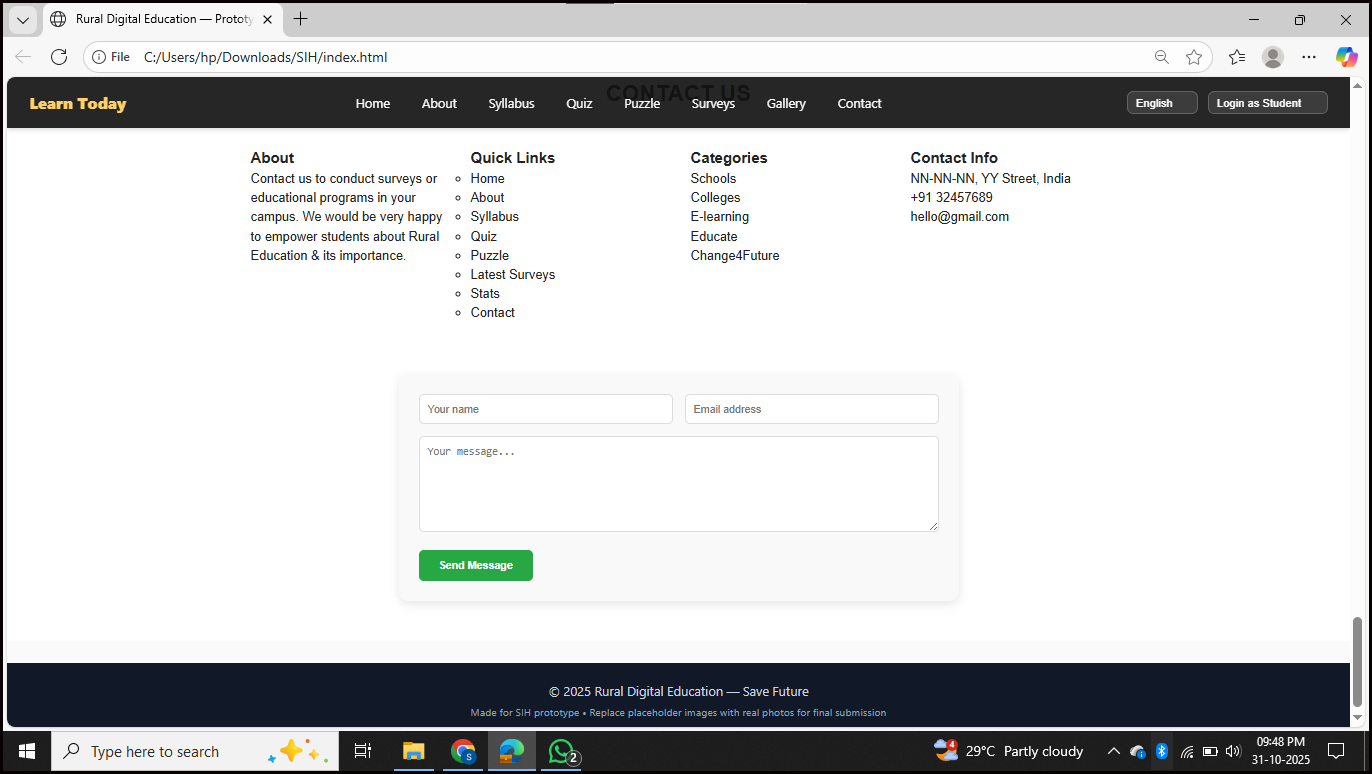 Rural Digital Education — Prototy
File C:/Users/hp/Downloads/SIH/index.html
CONTACT US
Learn Today Home About Syllabus Quiz Puzzle Surveys Gallery Contact English Login as Student
About
Contact us to conduct surveys or
educational programs in your
campus. We would be very happy
to empower students about Rural
Education & its importance.
Quick Links
Home
About
Syllabus
Quiz
Puzzle
Latest Surveys
Stats
Contact
Categories
Schools
Colleges
E-learning
Educate
Change4Future
Contact Info
NN-NN-NN, YY Street, India
+91 32457689
hello@gmail.com
Your name Email address
Your message...
Send Message
© 2025 Rural Digital Education — Save Future
Made for SIH prototype • Replace placeholder images with real photos for final submission
Type here to search S 2 4 29°C Partly cloudy 09:48 PM
31-10-2025